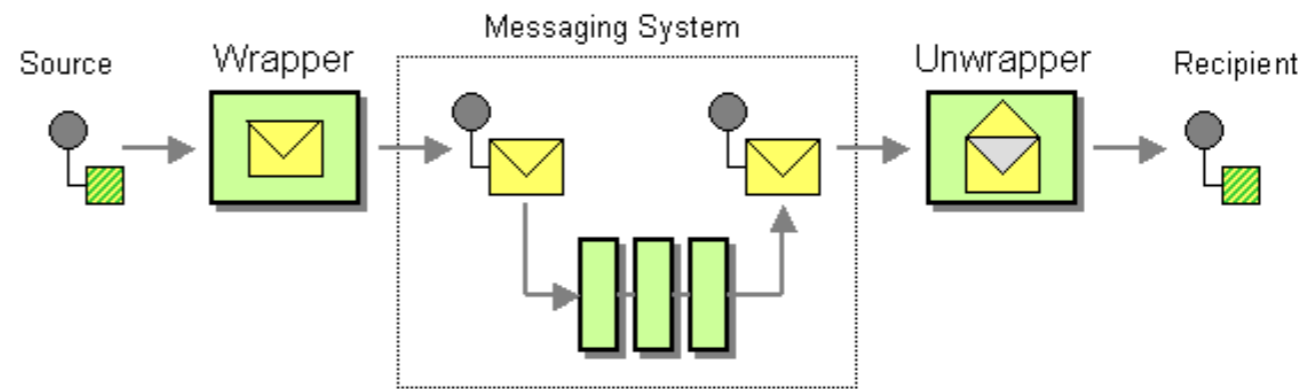 Messaging System
Source
Wrapper
Unwrapper
Recipient